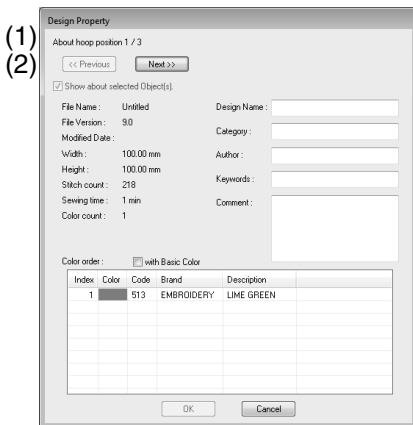 Design Property
(1) About hoop position 1 / 3
(2) << Previous Next >>
Show about selected Object(s).
File Name : Untitled Design Name :
File Version : 9.0
Modified Date : Category :
Width : 100.00 mm Author :
Height : 100.00 mm
Stitch count : 218 Keywords :
Sewing time : 1 min Comment :
Color count : 1
Color order : with Basic Color
Index Color Code Brand Description
1 513 EMBROIDERY LIME GREEN
OK Cancel